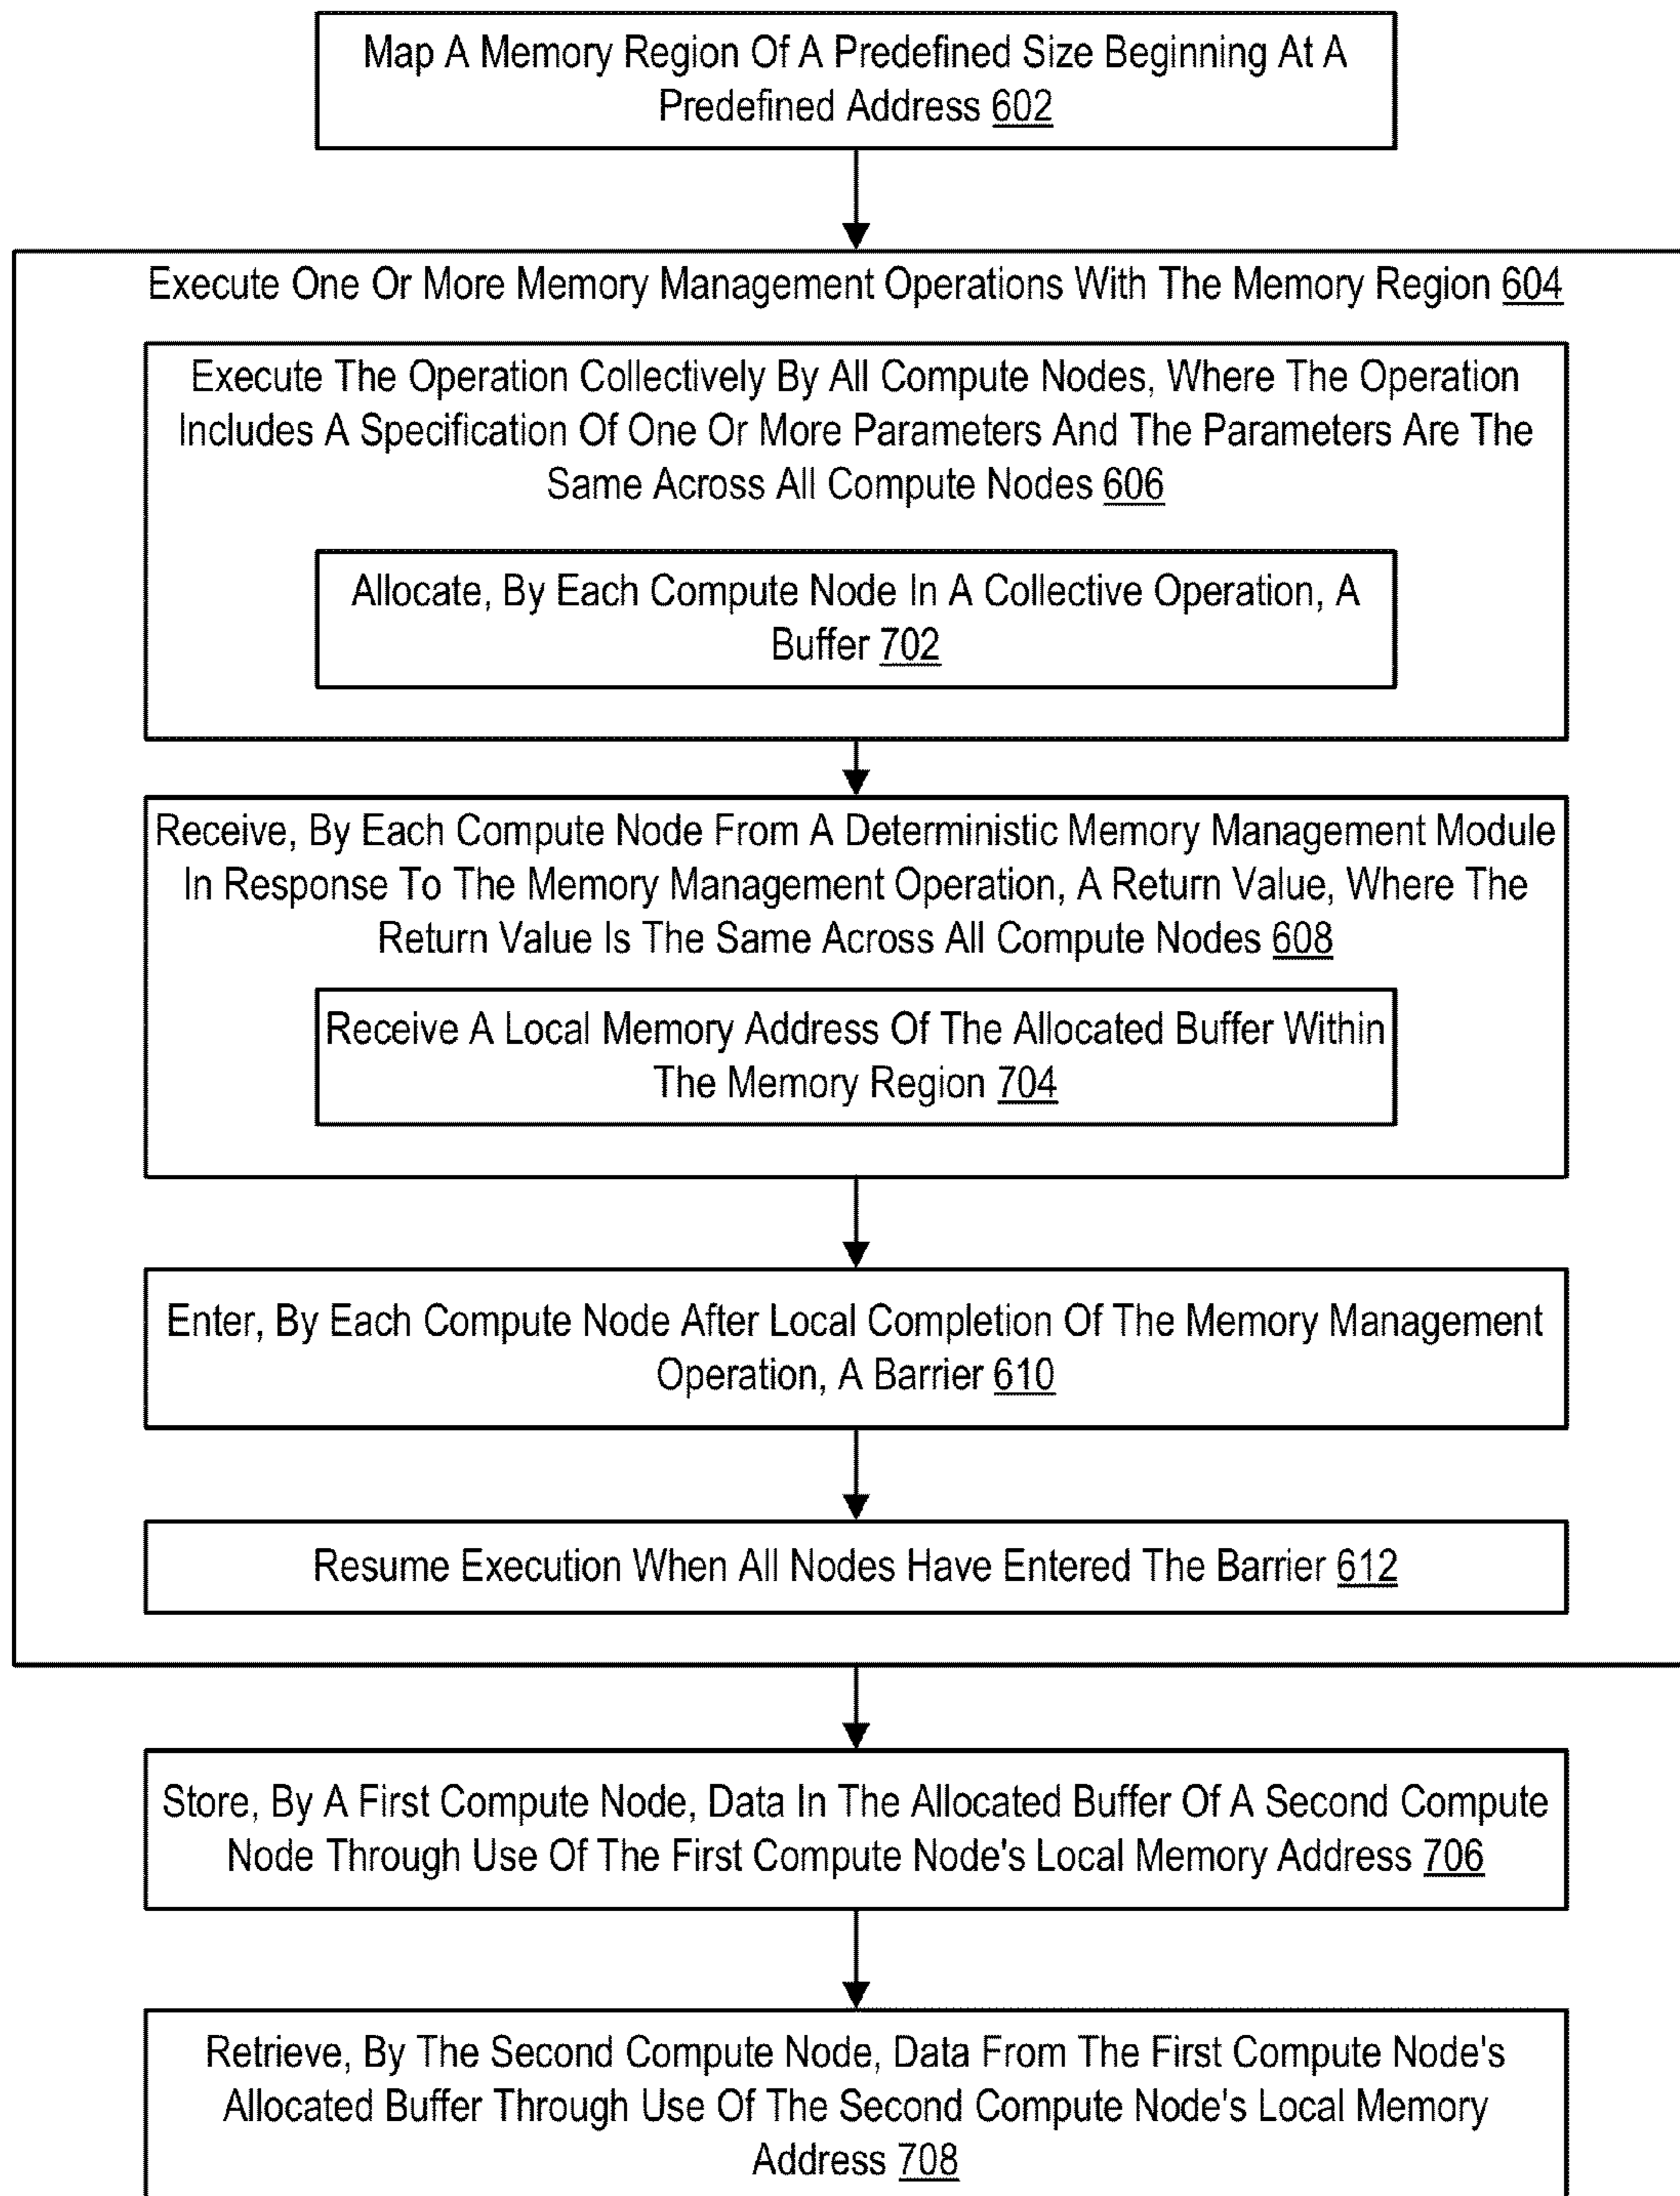 Map A Memory Region Of A Predefined Size Beginning At A
Predefined Address 602
Execute One Or More Memory Management Operations With The Memory Region 604
Execute The Operation Collectively By All Compute Nodes, Where The Operation
Includes A Specification Of One Or More Parameters And The Parameters Are The
Same Across All Compute Nodes 606
Allocate, By Each Compute Node In A Collective Operation, A
Buffer 702
Receive, By Each Compute Node From A Deterministic Memory Management Module
In Response To The Memory Management Operation, A Return Value, Where The
Return Value Is The Same Across All Compute Nodes 608
Receive A Local Memory Address Of The Allocated Buffer Within
The Memory Region 704
Enter, By Each Compute Node After Local Completion Of The Memory Management
Operation, A Barrier 610
Resume Execution When All Nodes Have Entered The Barrier 612
Store, By A First Compute Node, Data In The Allocated Buffer Of A Second Compute
Node Through Use Of The First Compute Node's Local Memory Address 706
Retrieve, By The Second Compute Node, Data From The First Compute Node's
Allocated Buffer Through Use Of The Second Compute Node's Local Memory
Address 708